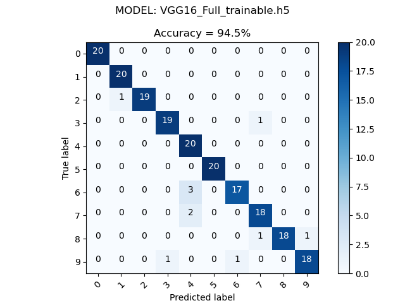 MODEL: VGG16_Full_trainable.h5
Accuracy = 94.5%
0 20 0 0 0 0 0 0 0 0 0 20.0
1 0 20 0 0 0 0 0 0 0 0 17.5
2 0 1 19 0 0 0 0 0 0 0 15.0
3 0 0 0 19 0 0 0 1 0 0
4 0 0 0 0 20 0 0 0 0 0 12.5
5 0 0 0 0 0 20 0 0 0 0 10.0
6 0 0 0 0 3 0 17 0 0 0 7.5
7 0 0 0 0 2 0 0 18 0 0 5.0
8 0 0 0 0 0 0 0 1 18 1 2.5
9 0 0 0 1 0 0 1 0 0 18 0.0
True label
0 1 2 3 4 5 6 7 8 9
Predicted label